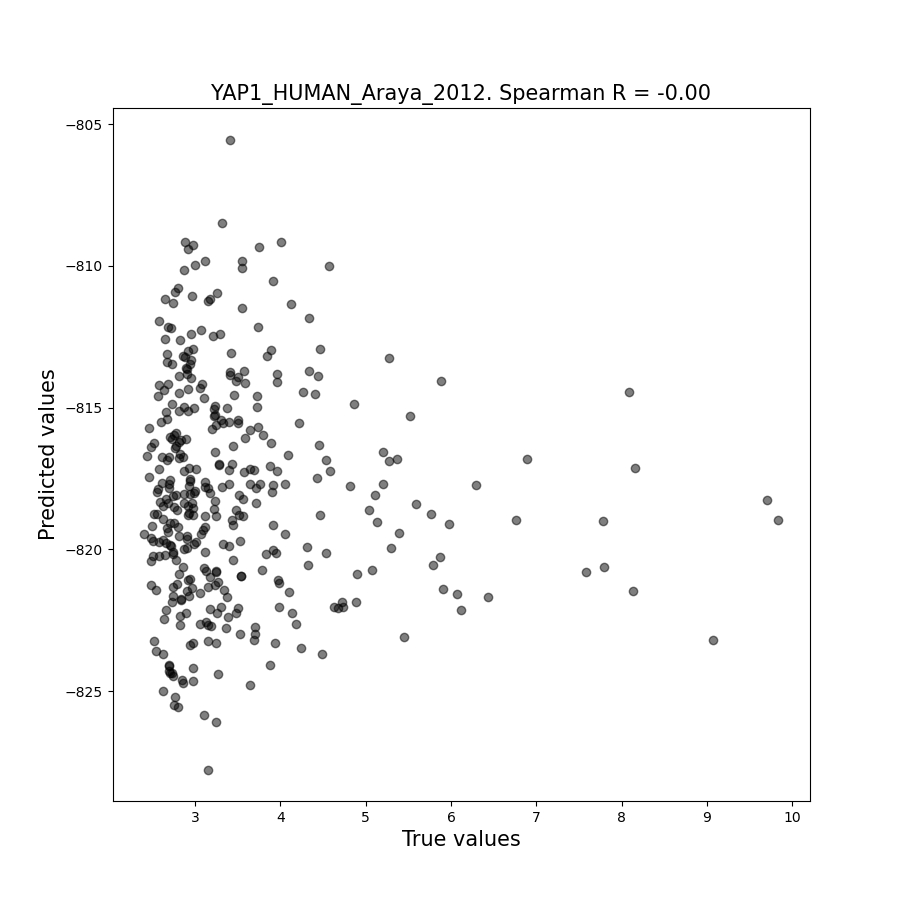 YAP1_HUMAN_Araya_2012. Spearman R = -0.00
−805
−810
−815
−820
−825
Predicted values
3 4 5 6 7 8 9 10
True values